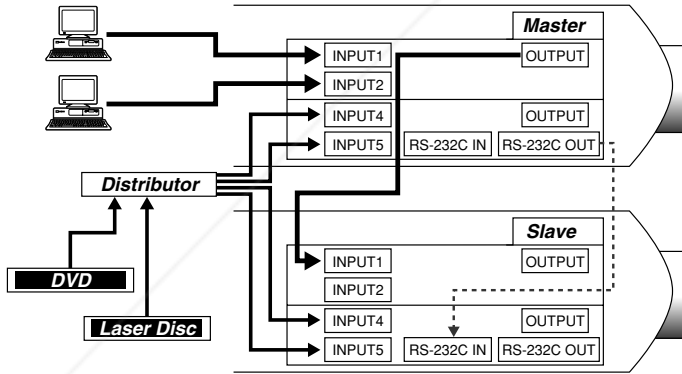 Master
INPUT1 OUTPUT
INPUT2
INPUT4 OUTPUT
INPUT5 RS-232C IN RS-232C OUT
Distributor
Slave
INPUT1 OUTPUT
DVD
INPUT2
INPUT4 OUTPUT
Laser Disc
INPUT5 RS-232C IN RS-232C OUT